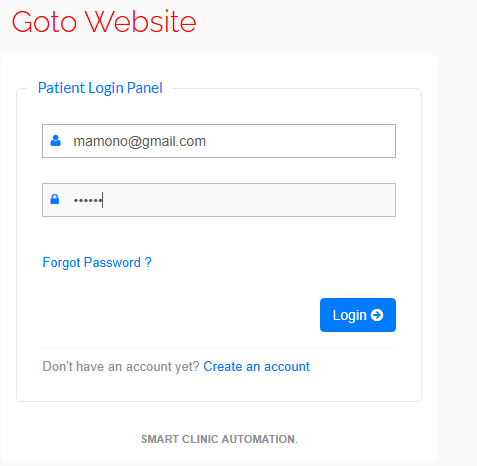 Goto Website
Patient Login Panel
mamono@gmail.com
••••••
Forgot Password ?
Login
Don't have an account yet? Create an account
SMART CLINIC AUTOMATION.